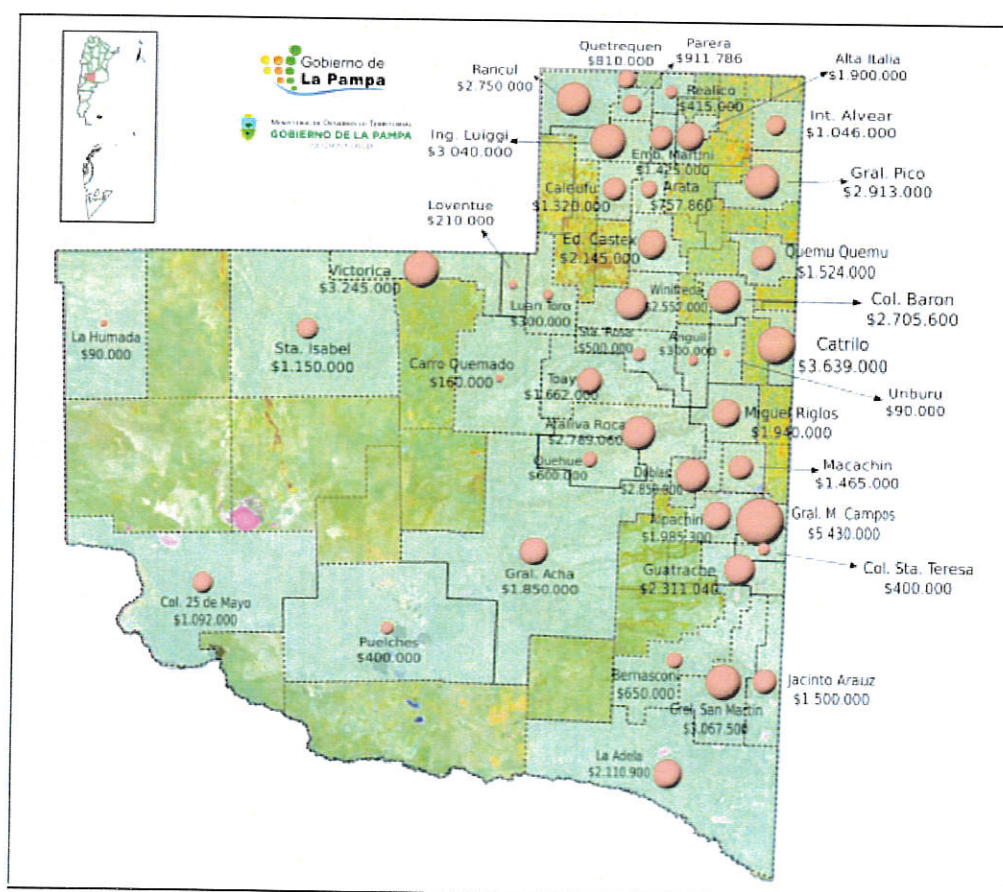 Gobierno de
La Pampa
GOBIERNO DE LA PAMPA
Quetrequen
$810.000
Parera
$911.786
Alta Italia
$1.900.000
Rancul
$2.750 000
Realico
$415.000
Int. Alvear
$1.046.000
Ing. Luiggi
$3 040.000
Emb. Martini
$1.425.000
Gral. Pico
$2.913.000
Caleufu
$1.320.000
Arata
$757.860
Loventue
$210.000
Ed. Castex
$2.145.000
Quemu Quemu
$1.524.000
Victorica
$3.245.000
Winifreda
$2.555.000
Col. Baron
$2.705.600
Luan Toro
$300.000
La Humada
$90.000
Sta. Isabel
$1.150.000
Sta. Rosa
$500.000
Anguil
$300.000
Catrilo
$3.639.000
Carro Quemado
$160.000
Toay
$1.662.000
Uriburu
$90.000
Miguel Riglos
$1.940.000
Ataliva Roca
$2.789.060
Quehue
$600.000
Doblas
Macachin
$1.465.000
Alpachiri
$1.985.300
Gral. M. Campos
$5 430.000
Col. Sta. Teresa
$400.000
Gral. Acha
$1.850.000
Guatrache
$2.311.040
Col. 25 de Mayo
$1.092.000
Puelches
$400.000
Bernasconi
$650.000
Gral. San Martin
$3.067.500
Jacinto Arauz
$1 500.000
La Adela
$2.110.900